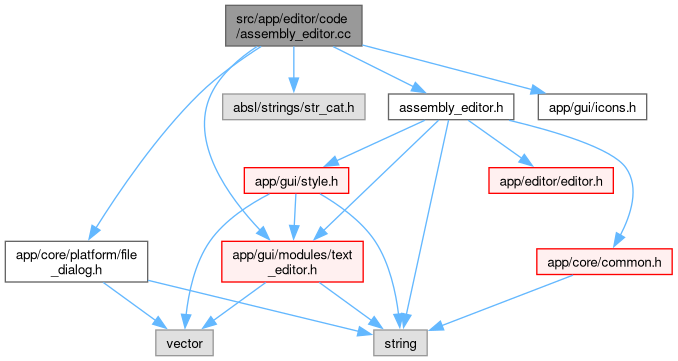 src/app/editor/code
/assembly_editor.cc
absl/strings/str_cat.h
assembly_editor.h
app/gui/icons.h
app/gui/style.h
app/editor/editor.h
app/core/platform/file
_dialog.h
app/gui/modules/text
_editor.h
app/core/common.h
vector
string